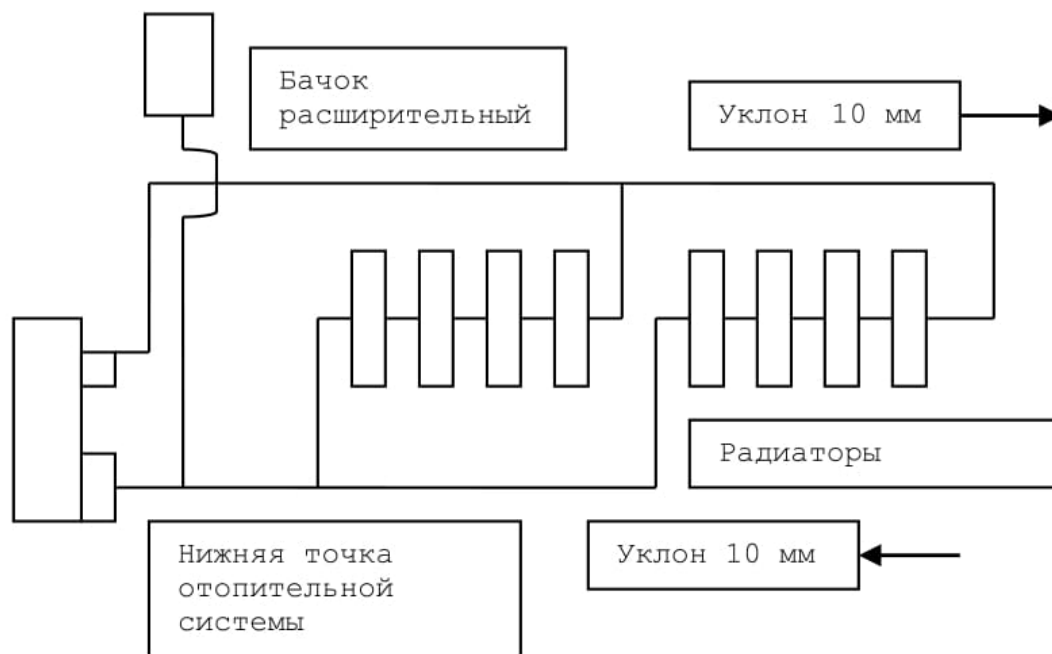 Бачок
расширительный
Уклон 10 мм
Радиаторы
Нижняя точка
отопительной
системы
Уклон 10 мм